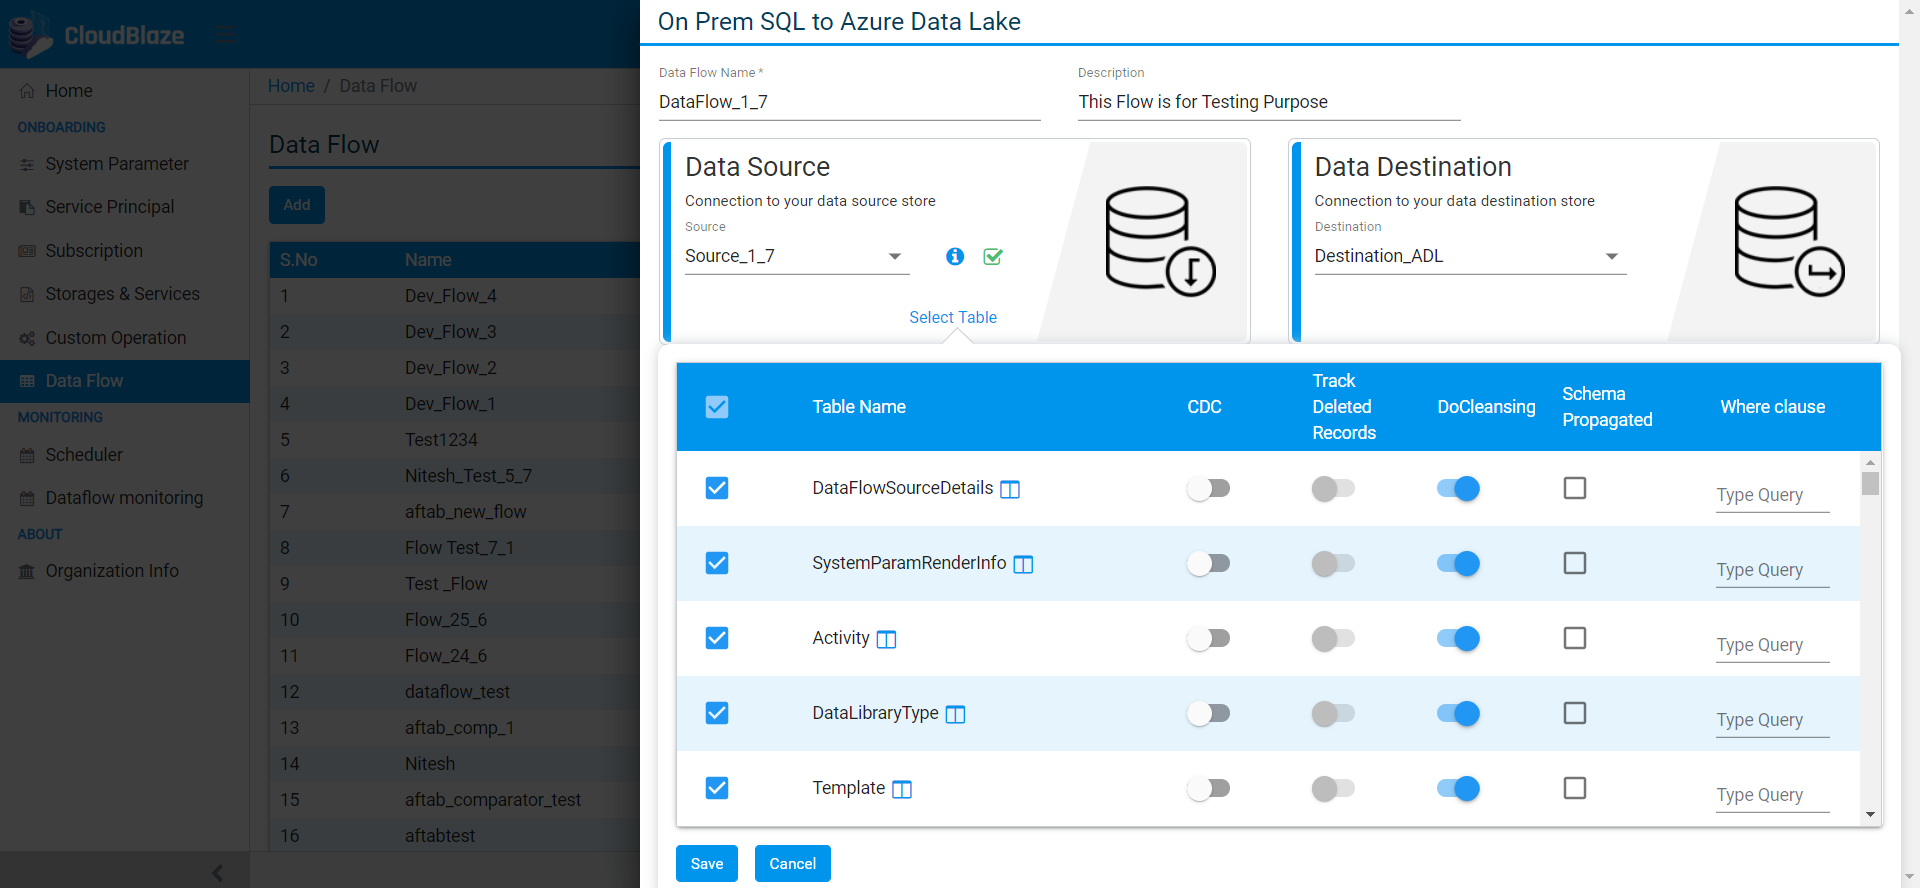 CloudBlaze
Home
ONBOARDING
System Parameter
Service Principal
Subscription
Storages & Services
Custom Operation
Data Flow
MONITORING
Scheduler
Dataflow monitoring
ABOUT
Organization Info
Home / Data Flow
Data Flow
Add
S.No Name
1 Dev_Flow_4
2 Dev_Flow_3
3 Dev_Flow_2
4 Dev_Flow_1
5 Test1234
6 Nitesh_Test_5_7
7 aftab_new_flow
8 Flow Test_7_1
9 Test _Flow
10 Flow_25_6
11 Flow_24_6
12 dataflow_test
13 aftab_comp_1
14 Nitesh
15 aftab_comparator_test
16 aftabtest
On Prem SQL to Azure Data Lake
Data Flow Name * Description
DataFlow_1_7 This Flow is for Testing Purpose
Data Source
Connection to your data source store
Source
Source_1_7
Select Table
Data Destination
Connection to your data destination store
Destination
Destination_ADL
Table Name CDC Track Deleted Records DoCleansing Schema Propagated Where clause
DataFlowSourceDetails Type Query
SystemParamRenderInfo Type Query
Activity Type Query
DataLibraryType Type Query
Template Type Query
Save Cancel